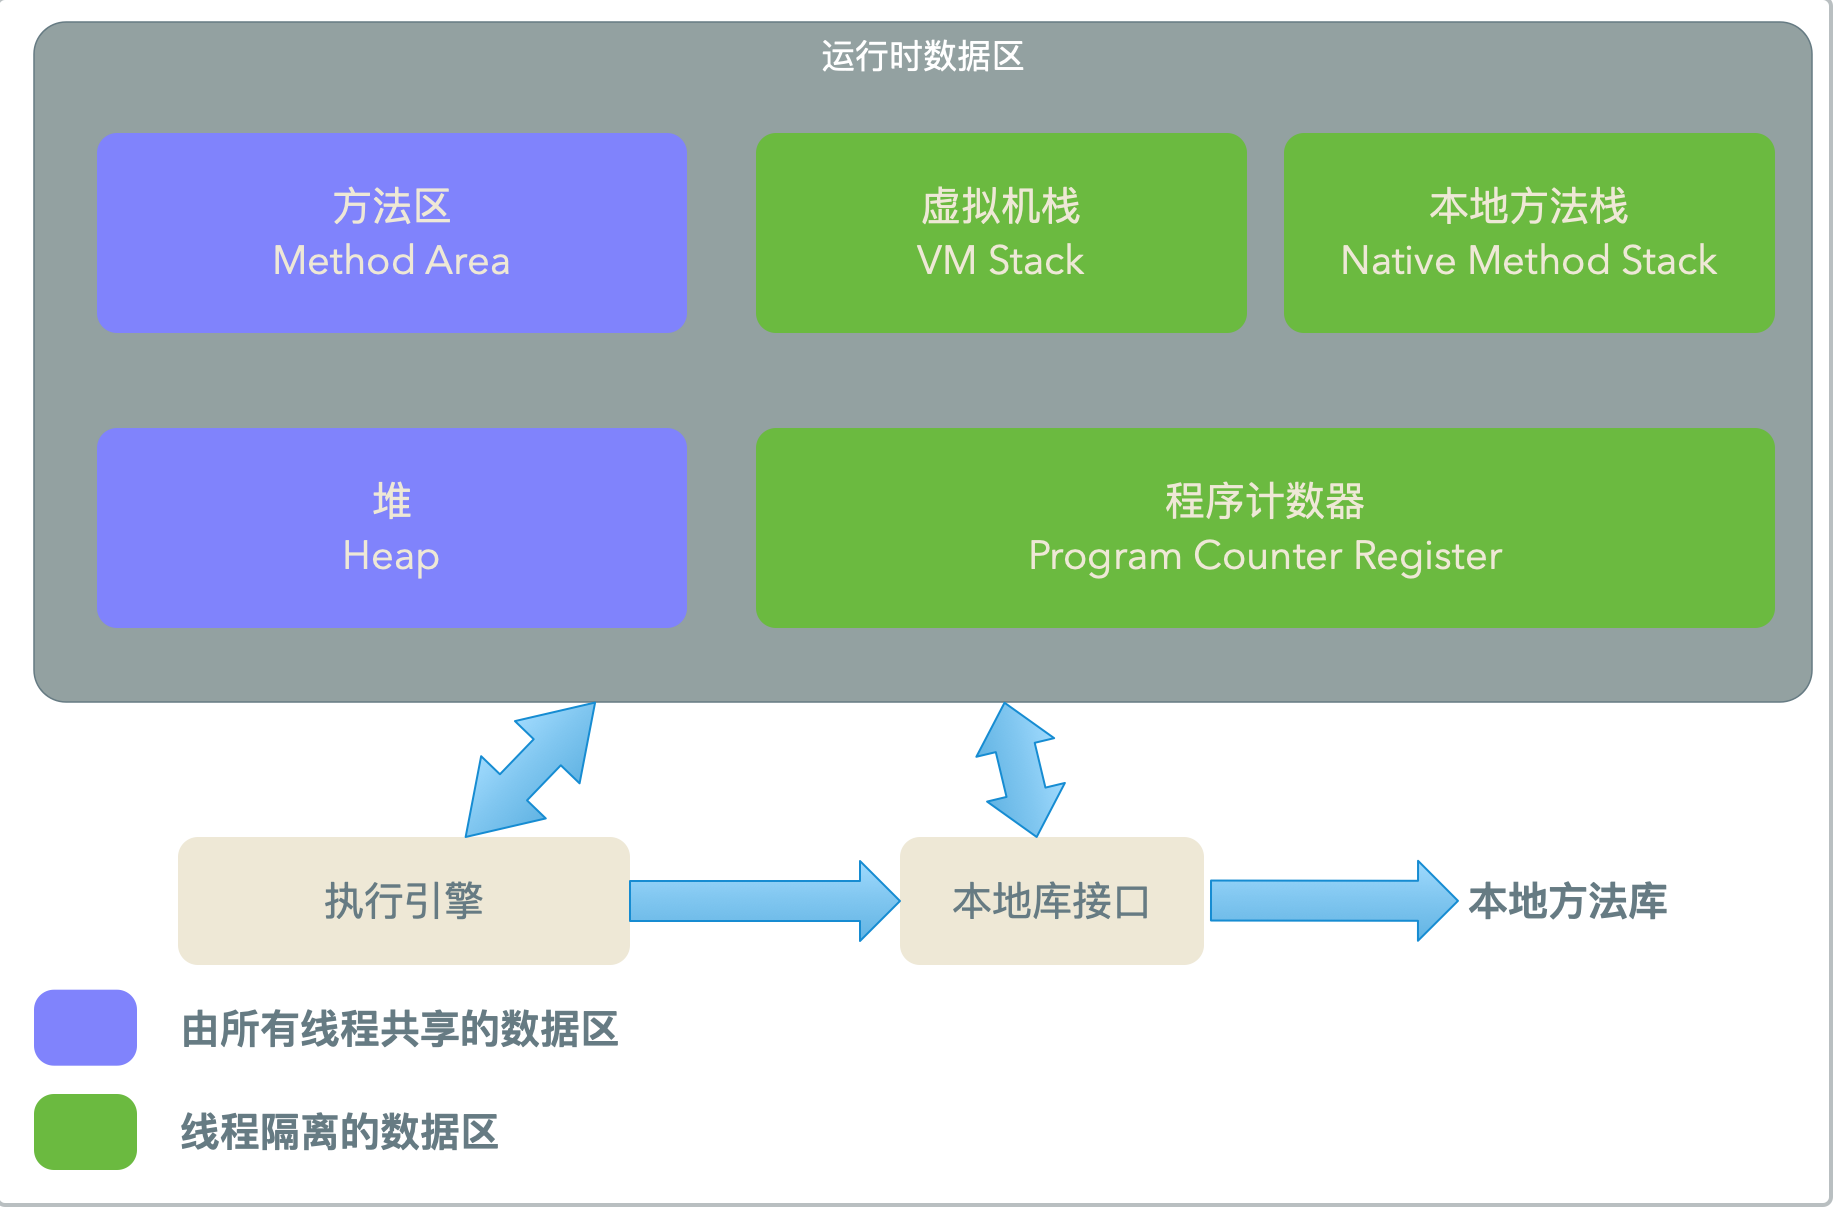 运行时数据区
方法区
Method Area
虚拟机栈
VM Stack
本地方法栈
Native Method Stack
堆
Heap
程序计数器
Program Counter Register
执行引擎
本地库接口
本地方法库
由所有线程共享的数据区
线程隔离的数据区